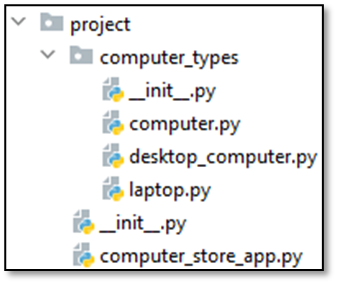 project
computer_types
__init__.py
computer.py
desktop_computer.py
laptop.py
__init__.py
computer_store_app.py